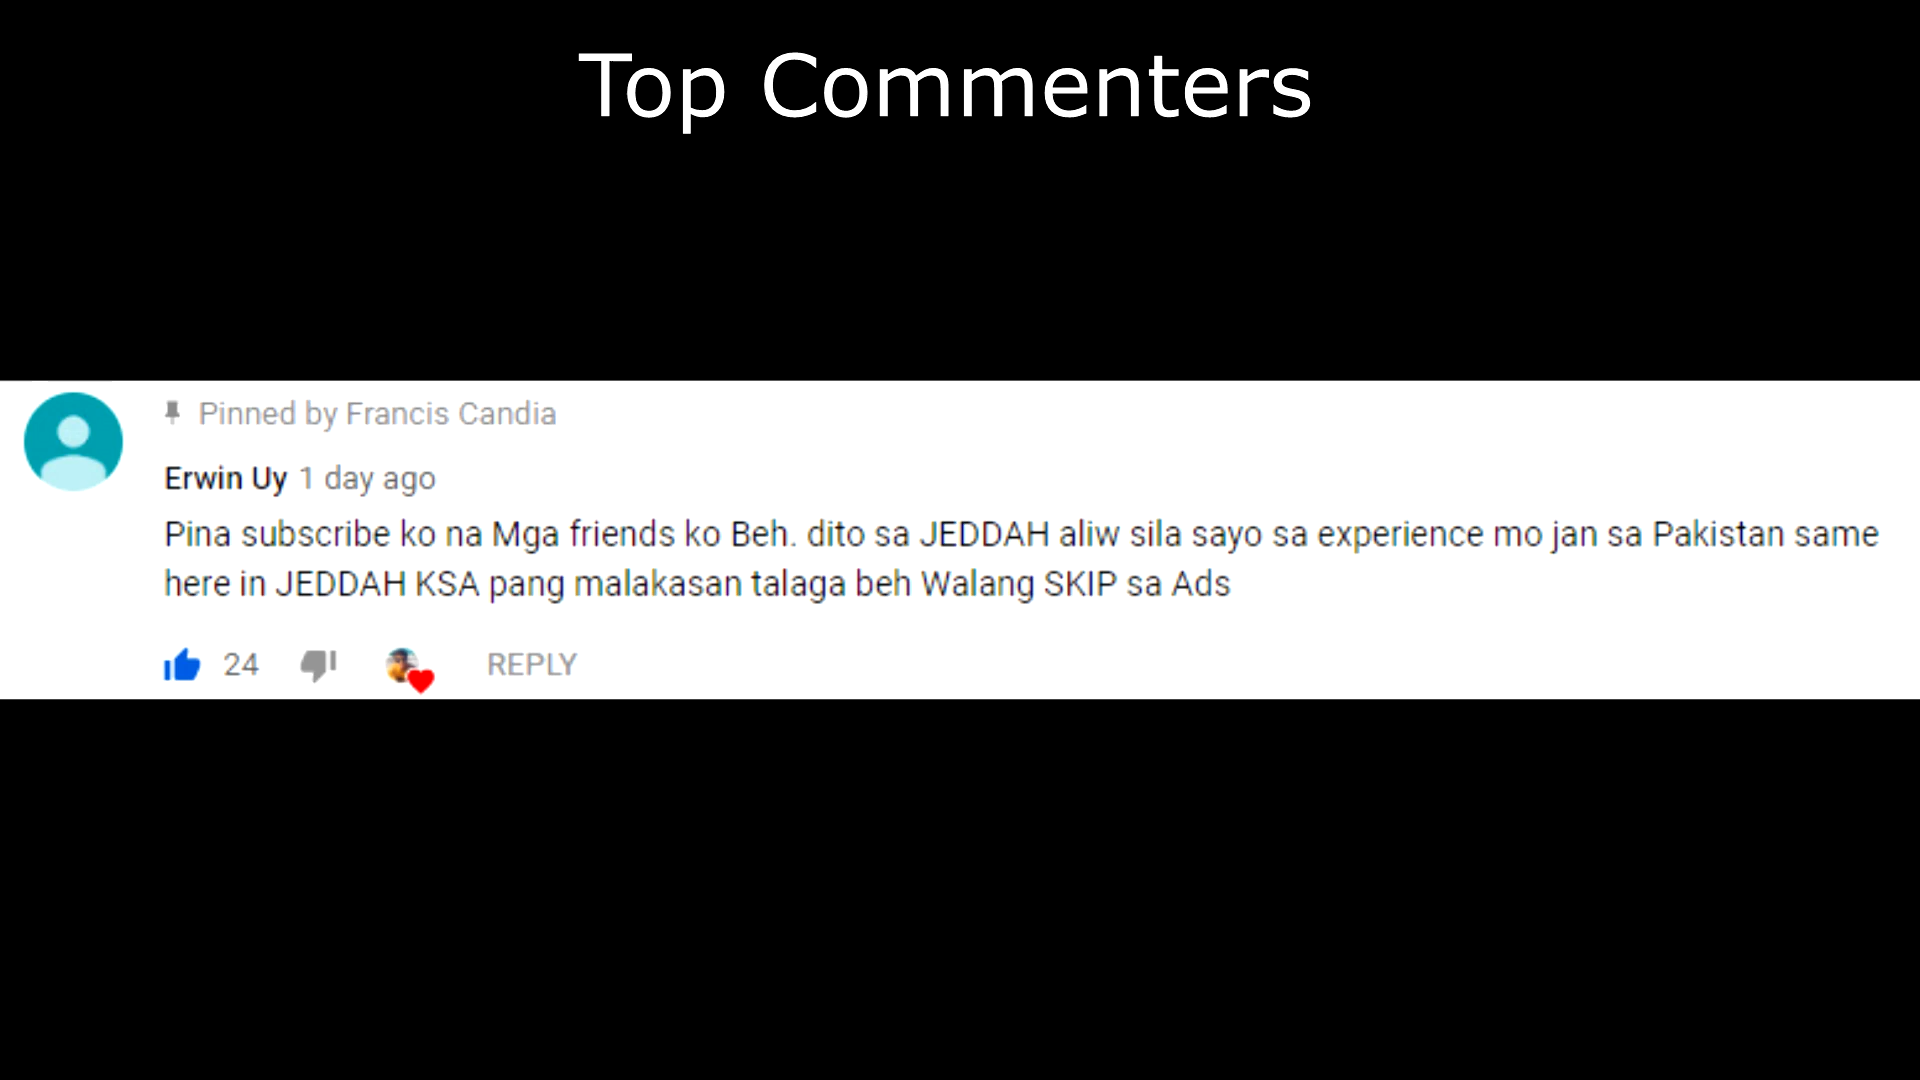 Top Commenters
Pinned by Francis Candia
Erwin Uy 1 day ago
Pina subscribe ko na Mga friends ko Beh. dito sa JEDDAH aliw sila sayo sa experience mo jan sa Pakistan same
here in JEDDAH KSA pang malakasan talaga beh Walang SKIP sa Ads
24 REPLY